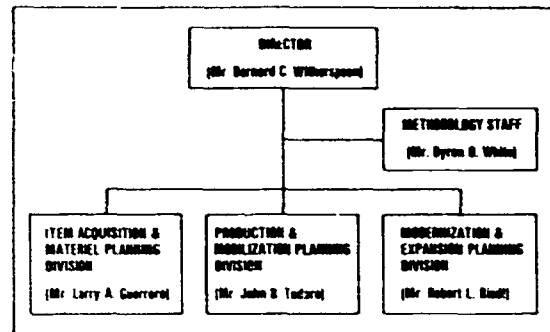 DIRECTOR
(Mr. Bernard C. Witherspoon)
METHODOLOGY STAFF
(Mr. Byron B. White)
ITEM ACQUISITION &
MATERIEL PLANNING
DIVISION
(Mr. Larry A. Guerrero)
PRODUCTION &
MOBILIZATION PLANNING
DIVISION
(Mr. John S. Todaro)
MODERNIZATION &
EXPANSION PLANNING
DIVISION
(Mr. Robert L.